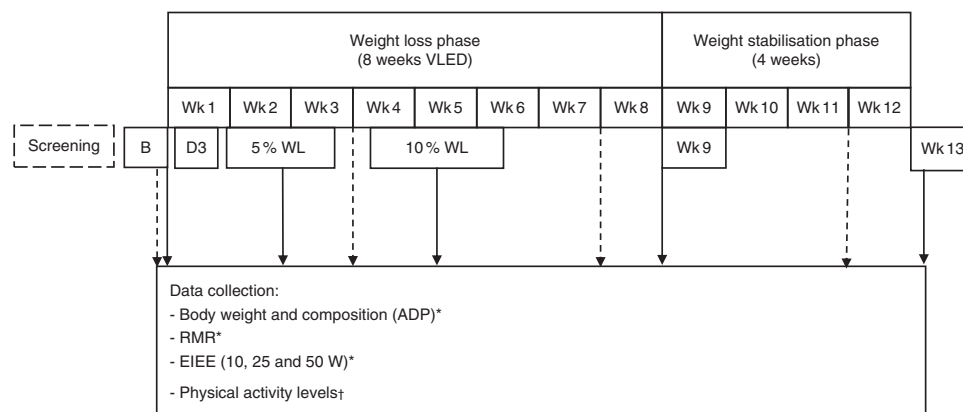 Weight loss phase
(8 weeks VLED)
Weight stabilisation phase
(4 weeks)
Wk 1
Wk 2
Wk 3
Wk 4
Wk 5
Wk 6
Wk 7
Wk 8
Wk 9
Wk 10
Wk 11
Wk 12
Screening
B
D3
5 % WL
10 % WL
Wk 9
Wk 13
Data collection:
- Body weight and composition (ADP)*
- RMR*
- EIEE (10, 25 and 50 W)*
- Physical activity levels†